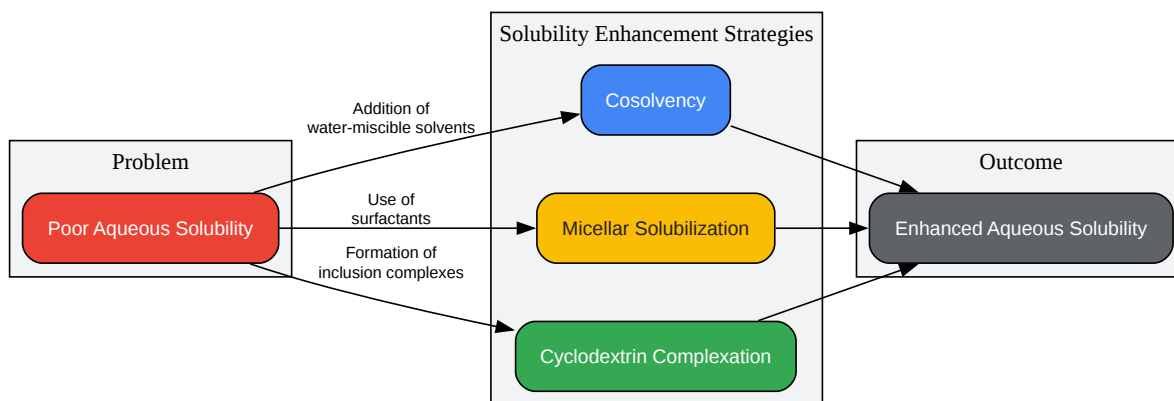 Problem
Poor Aqueous Solubility
Addition of
water-miscible solvents
Use of
surfactants
Formation of
inclusion complexes
Solubility Enhancement Strategies
Cosolvency
Micellar Solubilization
Cyclodextrin Complexation
Outcome
Enhanced Aqueous Solubility